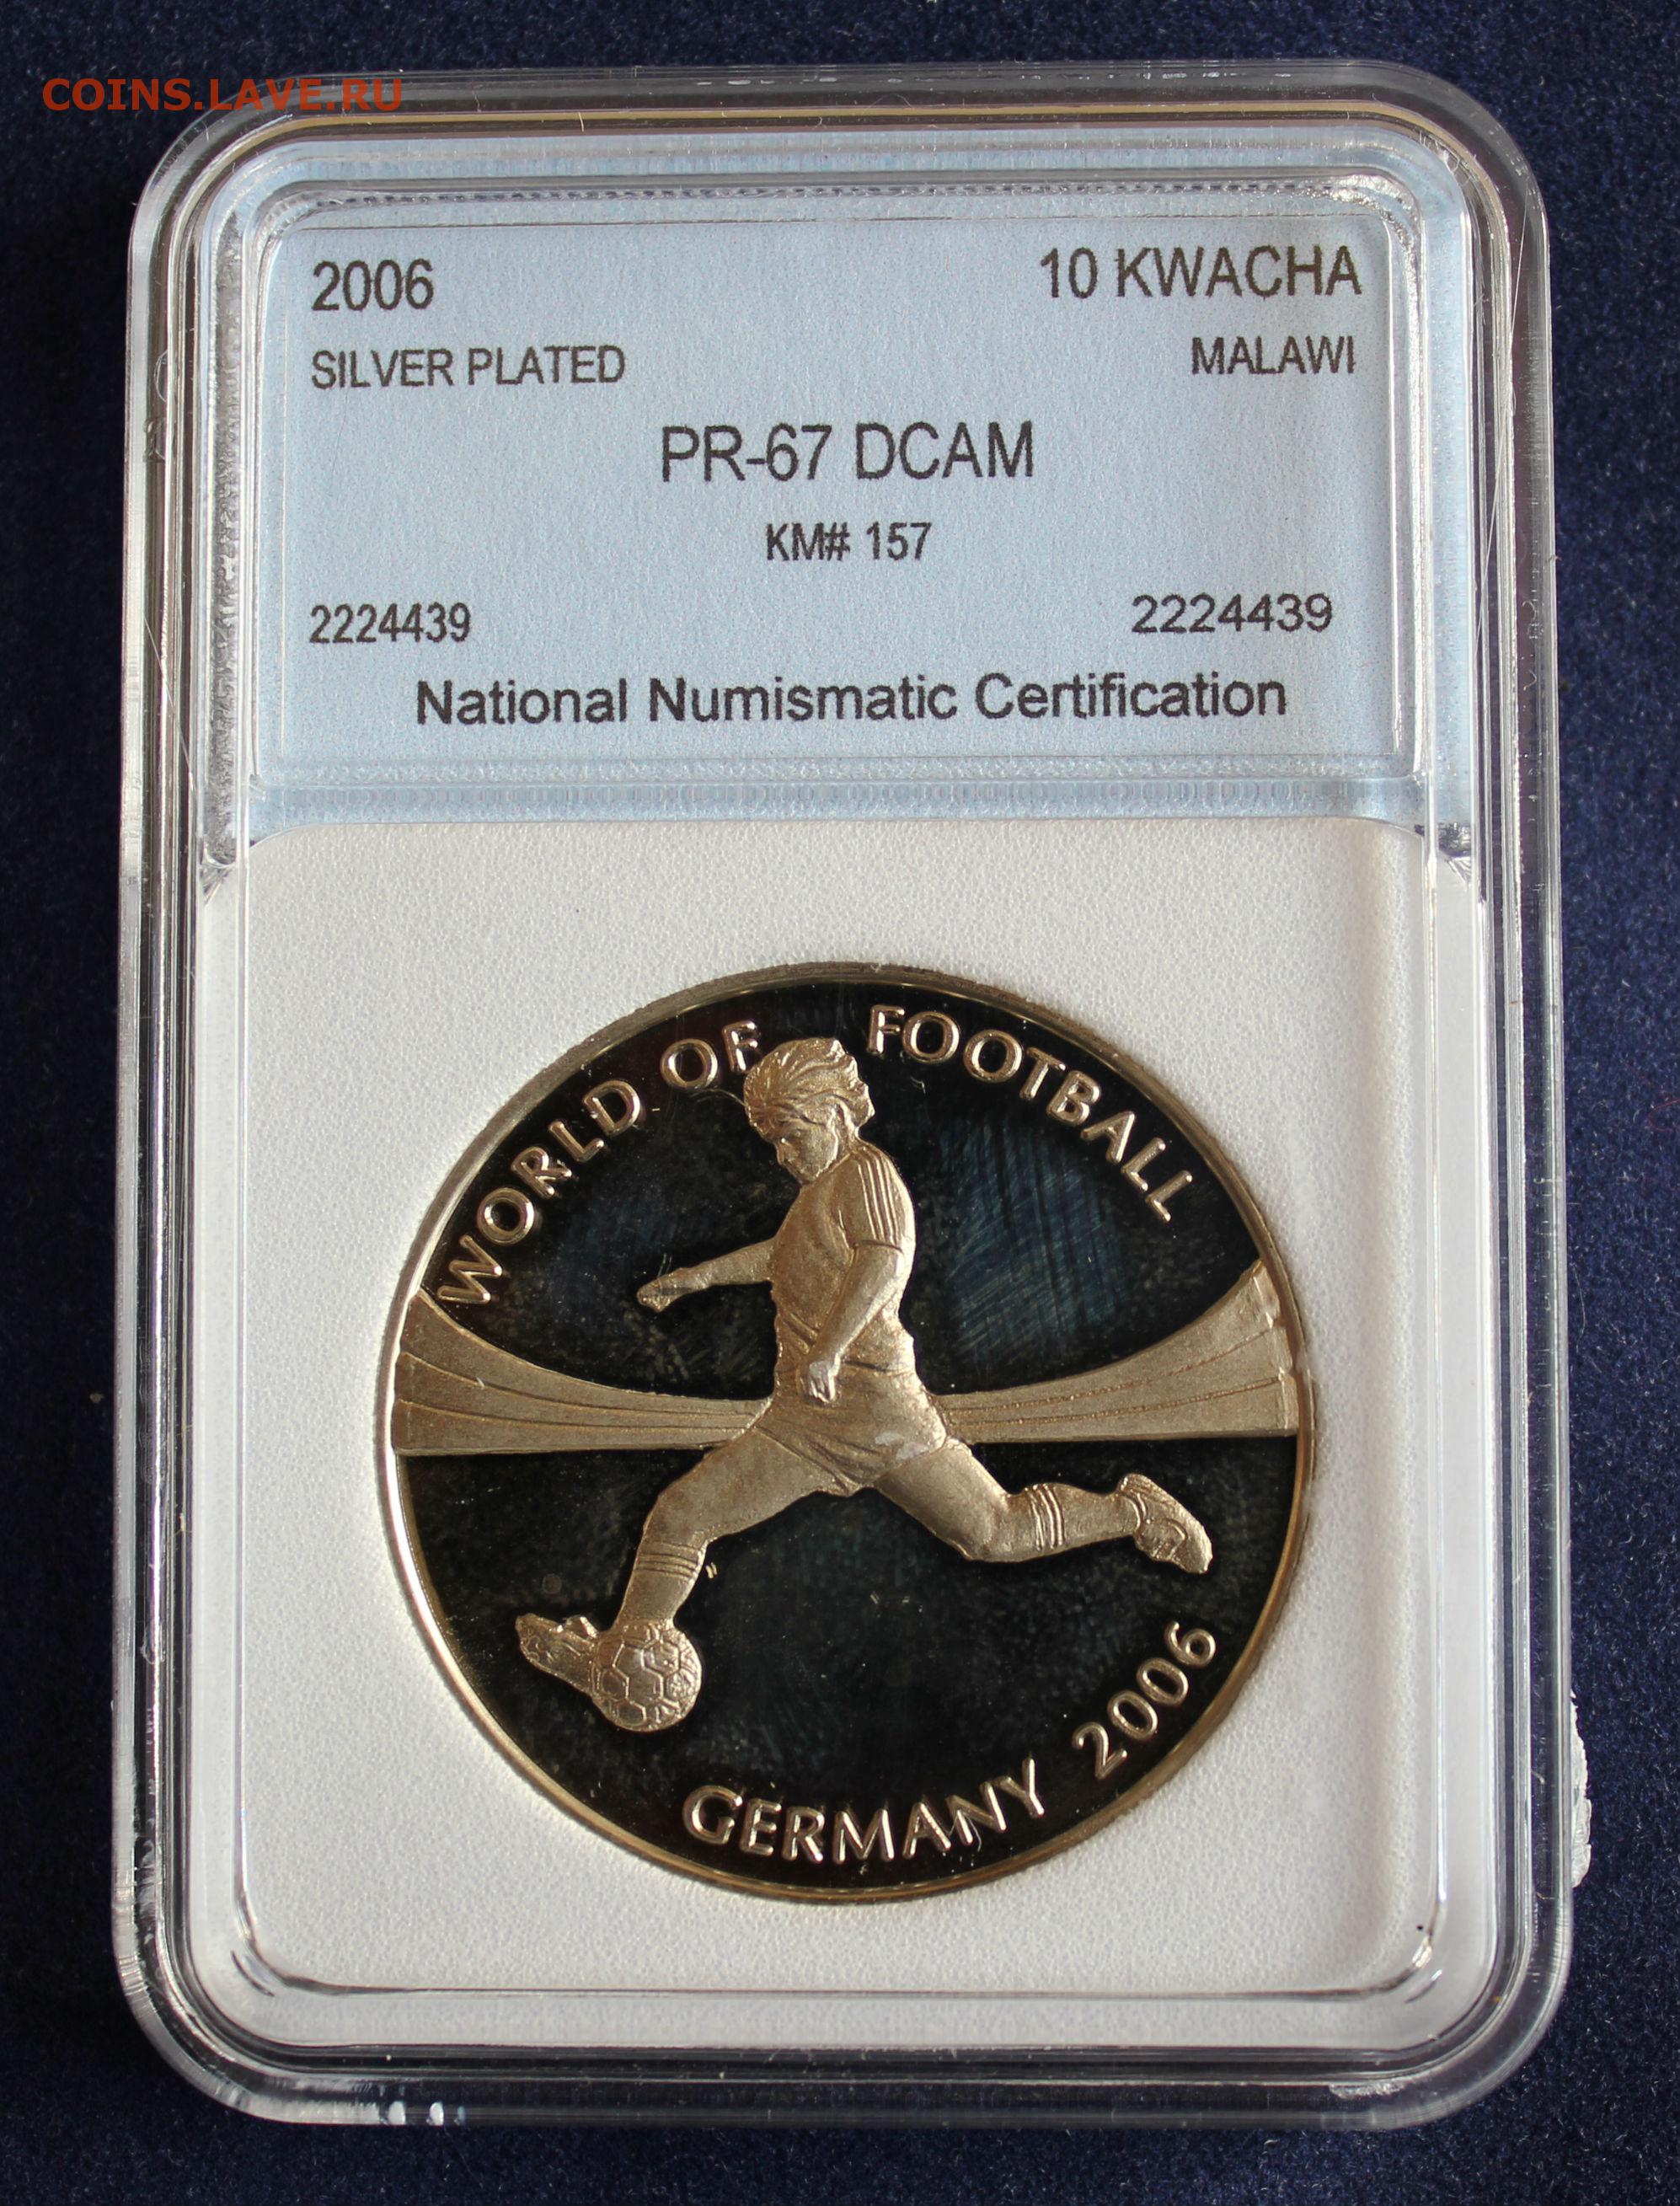 COINS.LAVE.RU
2006 10 KWACHA
SILVER PLATED MALAWI
PR-67 DCAM
KM# 157
2224439 2224439
National Numismatic Certification
WORLD OF FOOTBALL
GERMANY 2006